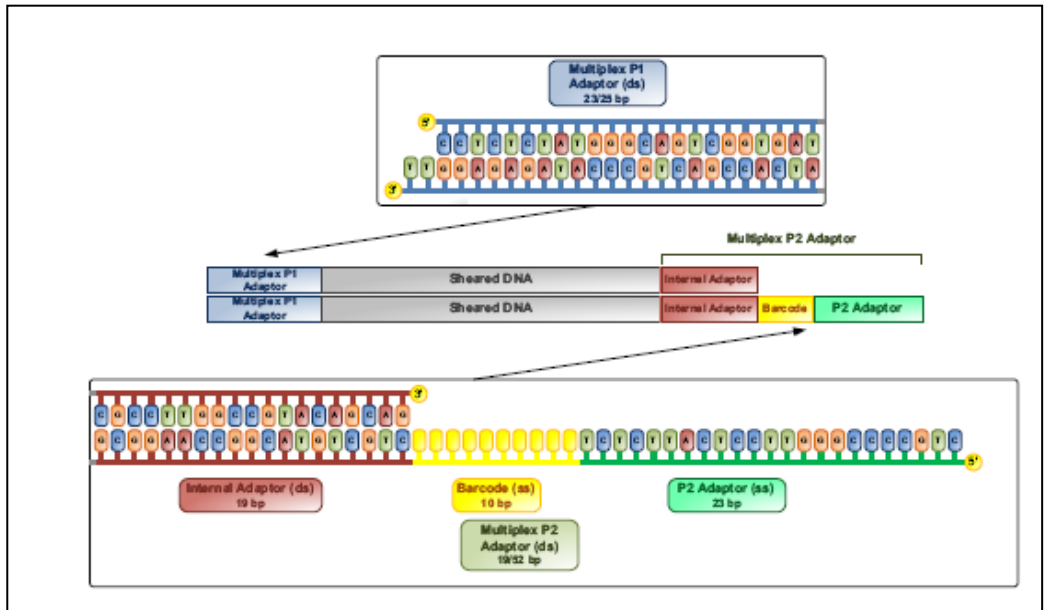 Multiplex P1
Adaptor (ds)
23/25 bp
5'
C C T C T C T A T G G G C A G T C G G T G A T
T T G G A G A G A T A C C C G T C A G C C A C T A
3'
Multiplex P2 Adaptor
Multiplex P1
Adaptor
Sheared DNA
Internal Adaptor
Multiplex P1
Adaptor
Sheared DNA
Internal Adaptor
Barcode
P2 Adaptor
3'
C G C C T T G G C C G T A C A G C A G
G C G G A A C C G G C A T G T C G T C
T C T C T T A C T C C T T G G G C C C C G T C
5'
Internal Adaptor (ds)
19 bp
Barcode (ss)
10 bp
P2 Adaptor (ss)
23 bp
Multiplex P2
Adaptor (ds)
19/52 bp